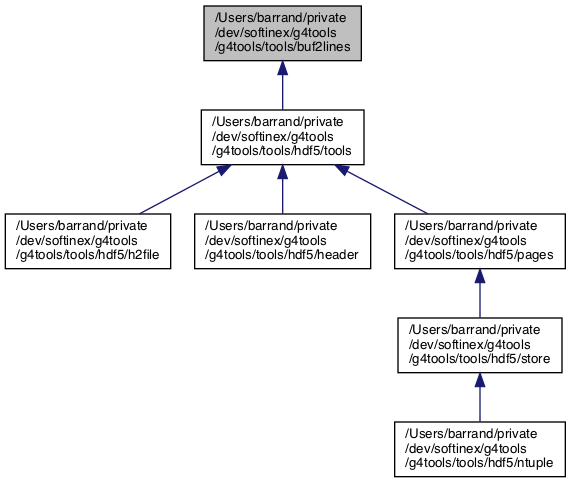 /Users/barrand/private
/dev/softinex/g4tools
/g4tools/tools/buf2lines
/Users/barrand/private
/dev/softinex/g4tools
/g4tools/tools/hdf5/tools
/Users/barrand/private
/dev/softinex/g4tools
/g4tools/tools/hdf5/h2file
/Users/barrand/private
/dev/softinex/g4tools
/g4tools/tools/hdf5/header
/Users/barrand/private
/dev/softinex/g4tools
/g4tools/tools/hdf5/pages
/Users/barrand/private
/dev/softinex/g4tools
/g4tools/tools/hdf5/store
/Users/barrand/private
/dev/softinex/g4tools
/g4tools/tools/hdf5/ntuple